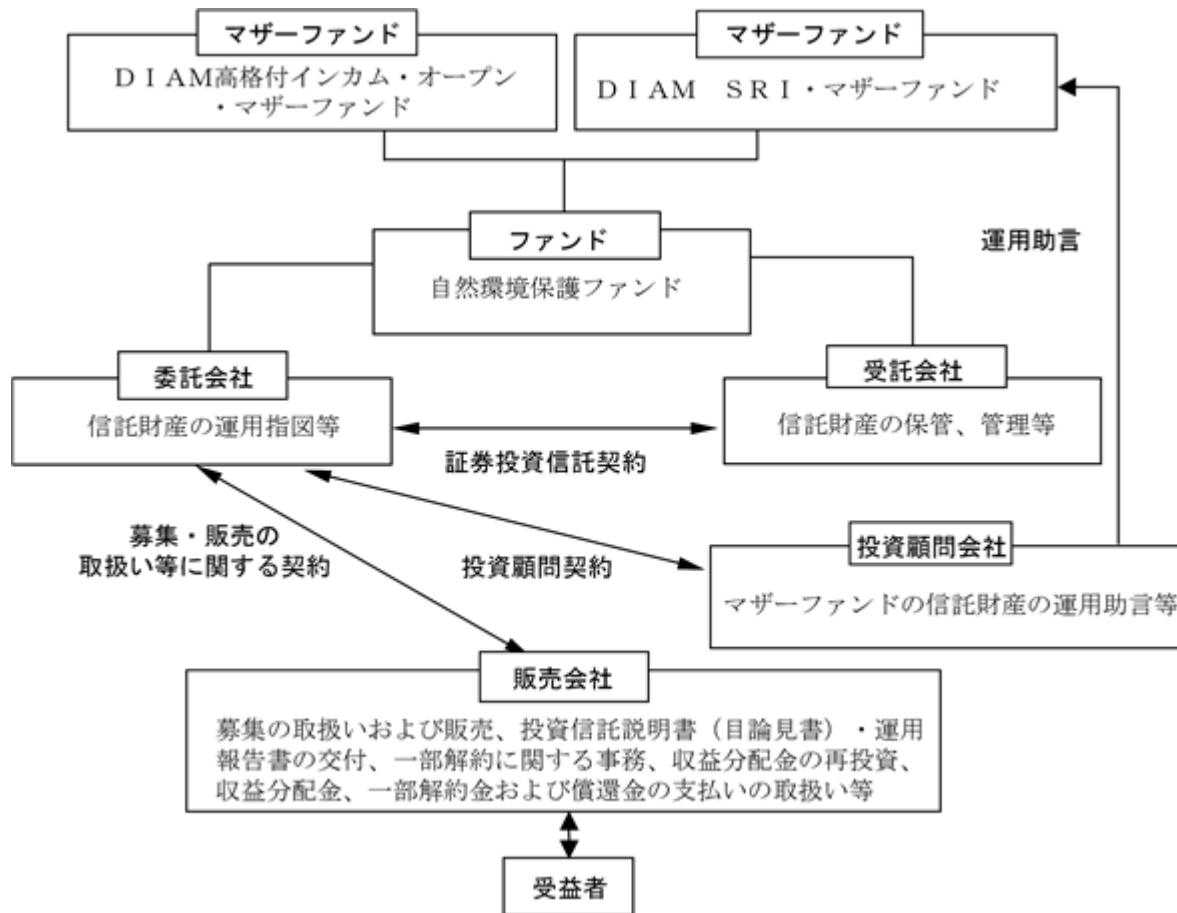 マザーファンド
ＤＩＡＭ高格付インカム・オープン
・マザーファンド
マザーファンド
ＤＩＡＭ　ＳＲＩ・マザーファンド
運用助言
ファンド
自然環境保護ファンド
委託会社
信託財産の運用指図等
受託会社
信託財産の保管、管理等
証券投資信託契約
募集・販売の
取扱い等に関する契約
投資顧問契約
投資顧問会社
マザーファンドの信託財産の運用助言等
販売会社
募集の取扱いおよび販売、投資信託説明書（目論見書）・運用
報告書の交付、一部解約に関する事務、収益分配金の再投資、
収益分配金、一部解約金および償還金の支払いの取扱い等
受益者